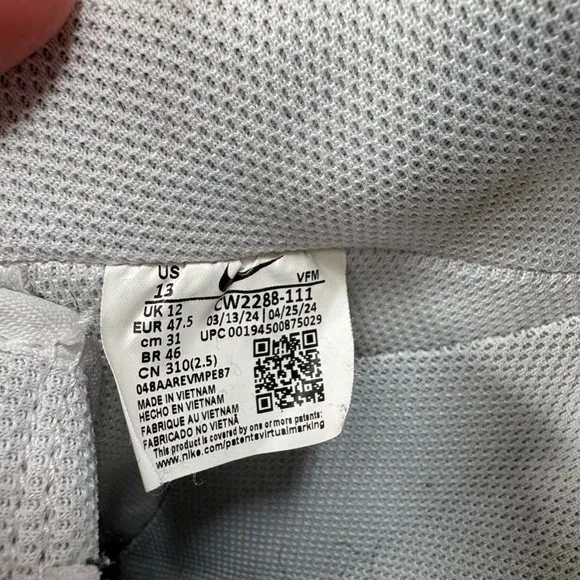 US
13
UK 12
EUR 47.5
cm 31
BR 46
CN 310(2.5)
048AAREVMPE87
VFM
CW2288-111
03/13/24 | 04/25/24
UPC 00194500875029
MADE IN VIETNAM
HECHO EN VIETNAM
FABRIQUE AU VIETNAM
FABRICADO NO VIETNÃ
This product is covered by one or more patents:
www.nike.com/patentsvirtualmarking